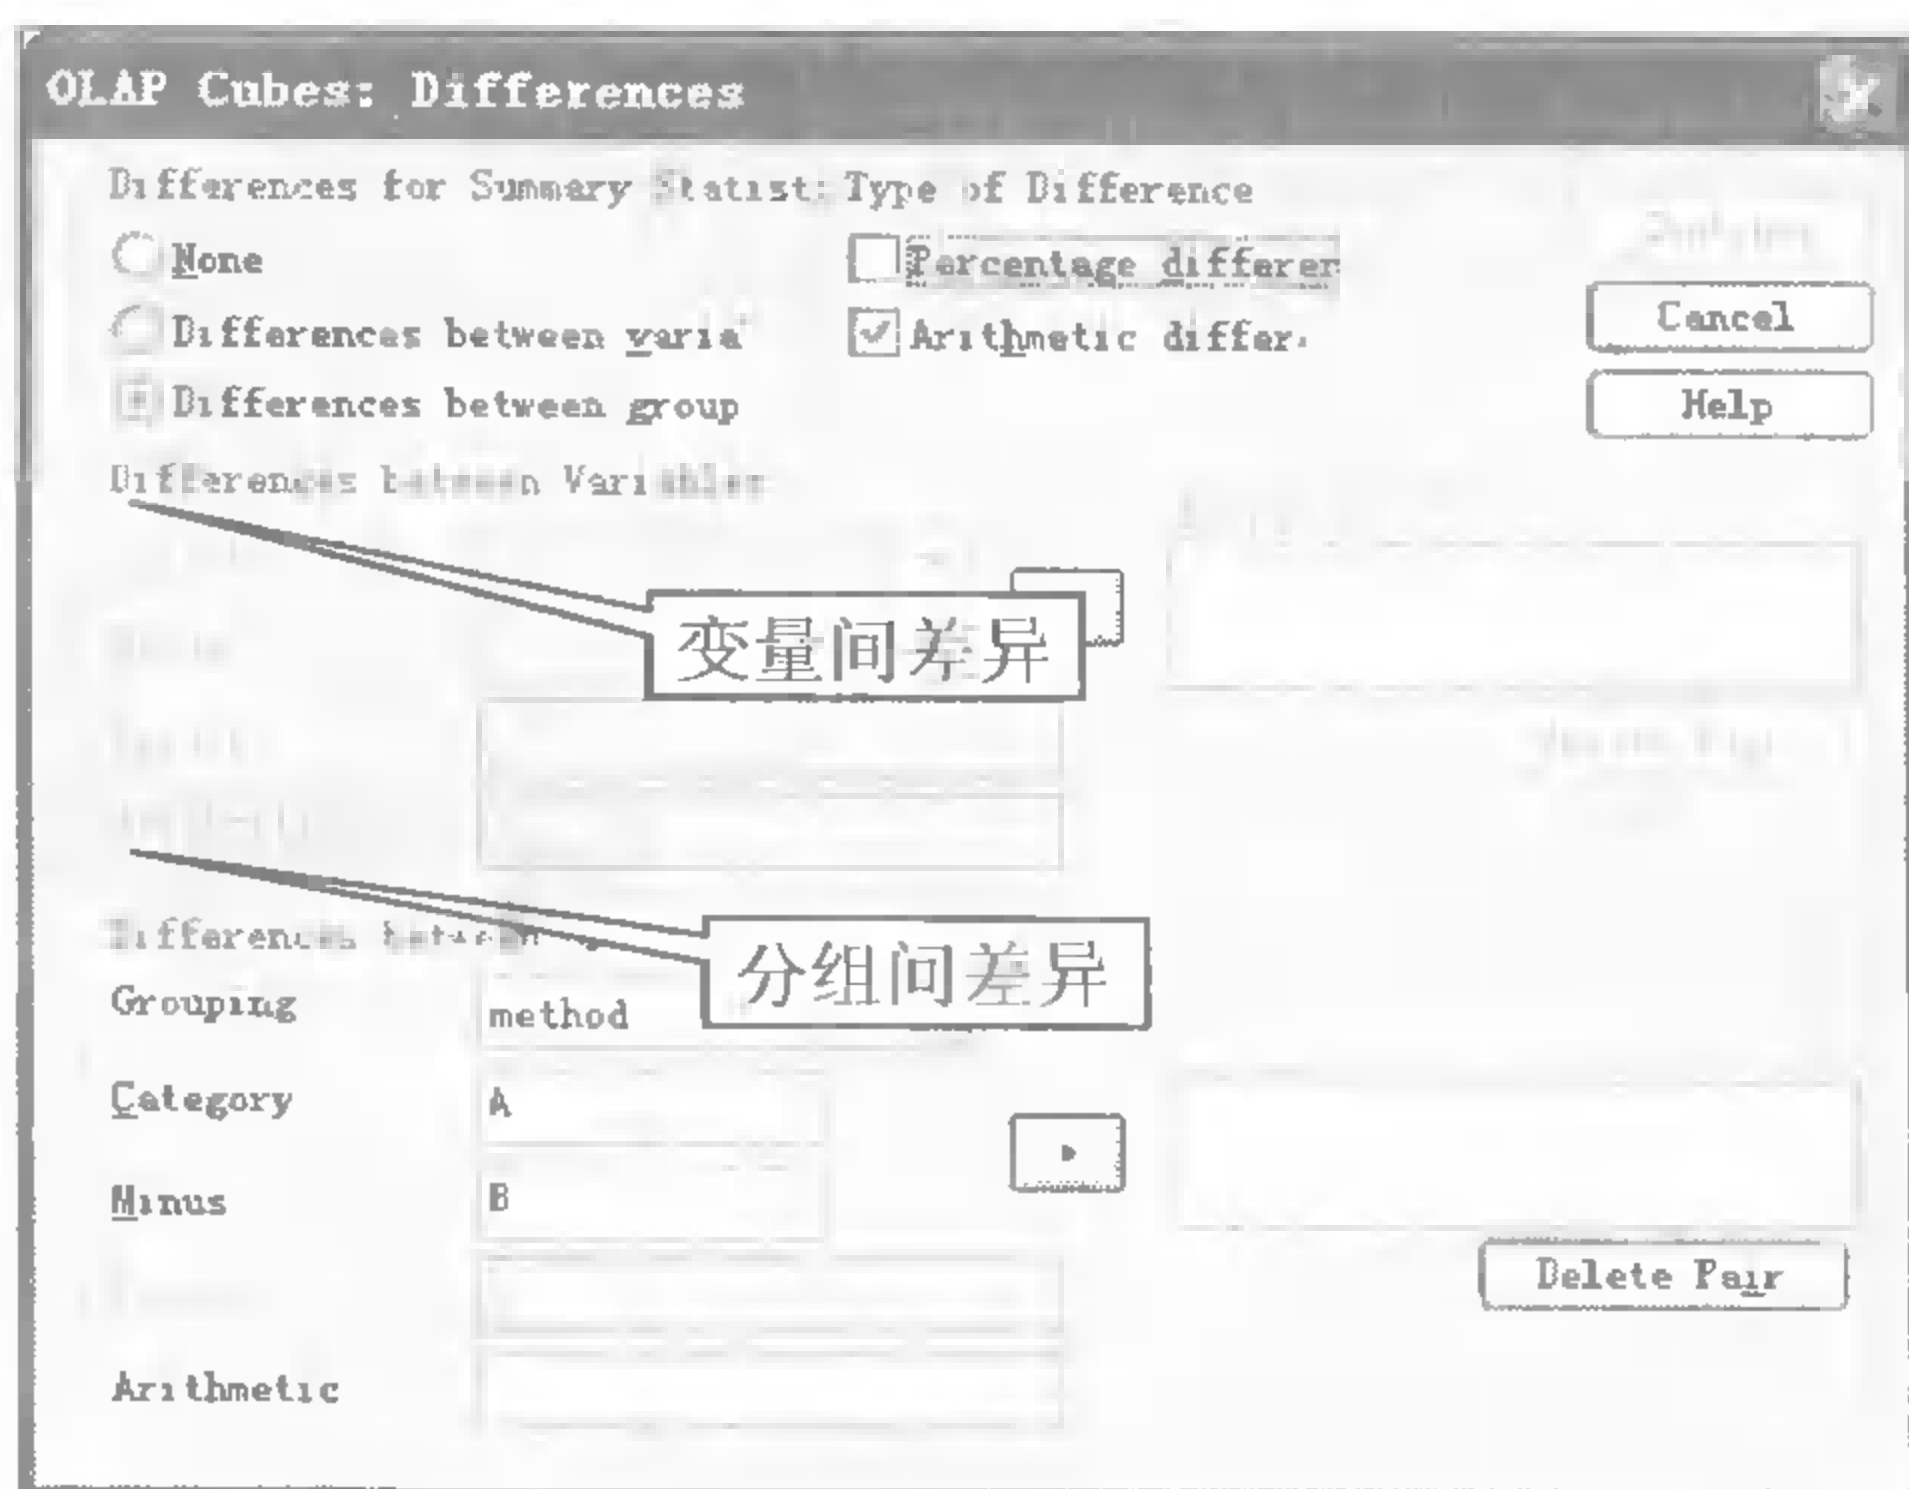 OLAP Cubes: Differences
Differences for Summary Statist: Type of Difference
None
Percentage differen
Differences between varia
Arithmetic differ.
Cancel
Differences between group
Help
Differences between Variables
变量间差异
Differences between
分组间差异
Grouping
method
Category
A
Minus
B
Delete Pair
Arithmetic